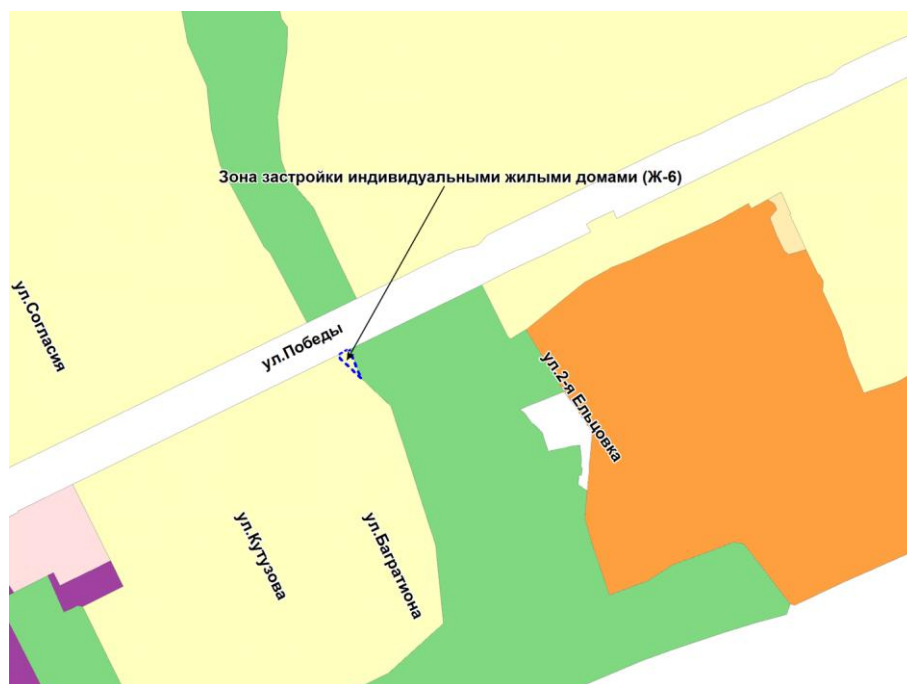 Зона застройки индивидуальными жилыми домами (Ж-6)
ул.Согласия
ул.Победы
ул.2-я Ельцовка
ул.Кутузова
ул.Багратиона